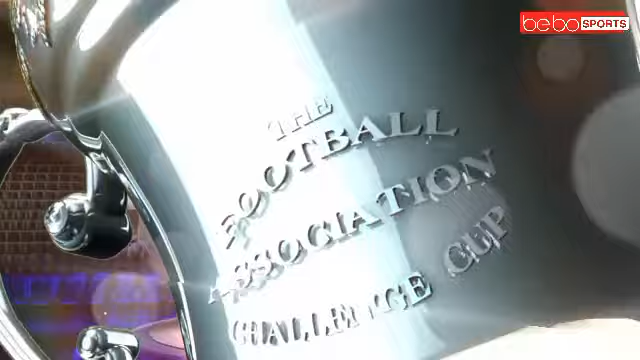 bebo SPORTS
THE
FOOTBALL
ASSOCIATION
CHALLENGE CUP